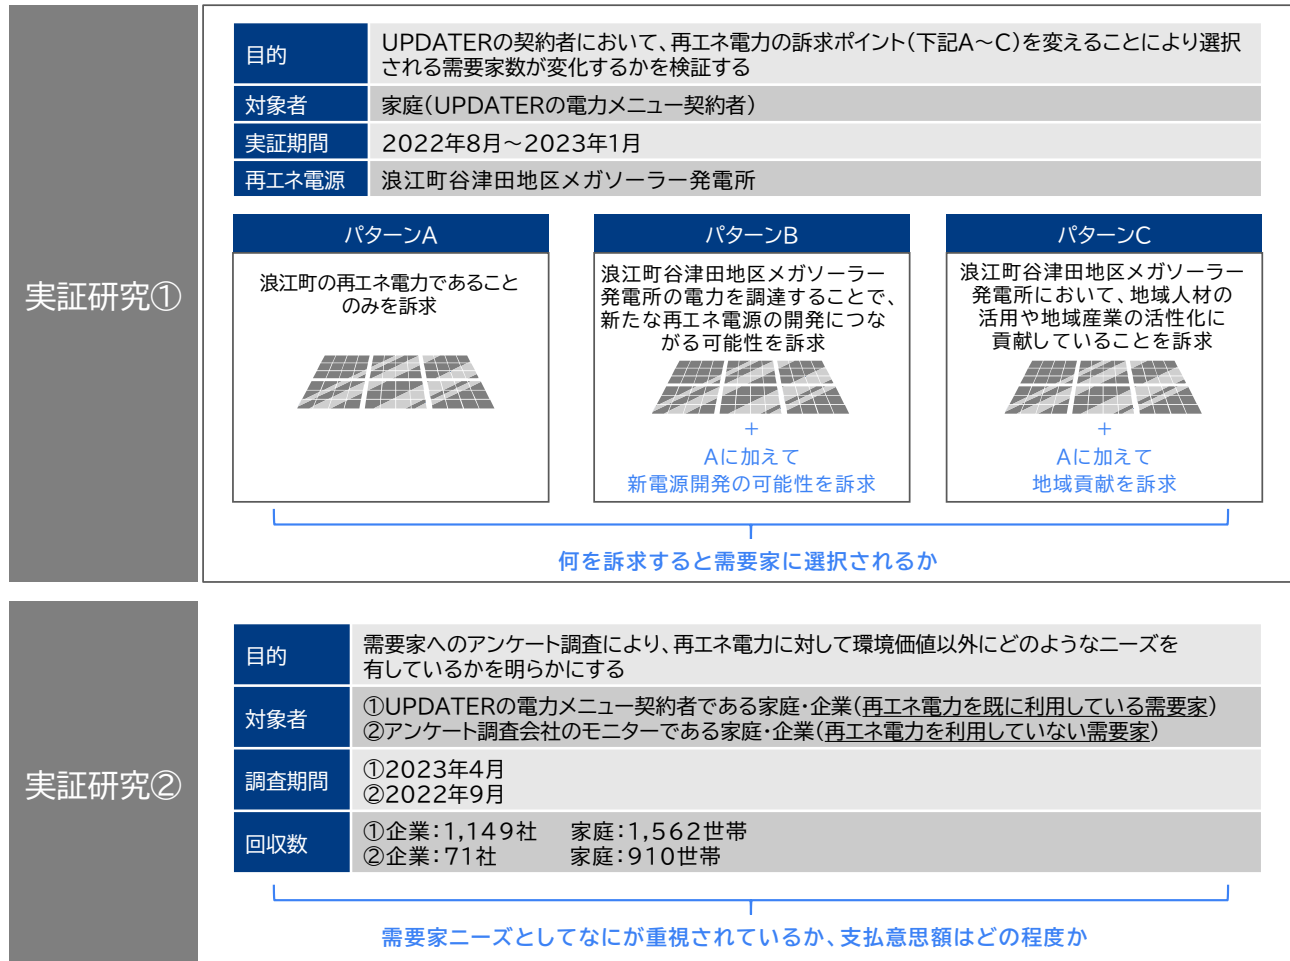 実証研究①
目的
UPDATERの契約者において、再エネ電力の訴求ポイント(下記A～C)を変えることにより選択
される需要家数が変化するかを検証する
対象者
家庭(UPDATERの電力メニュー契約者)
実証期間
2022年8月～2023年1月
再エネ電源
浪江町谷津田地区メガソーラー発電所
パターンA
浪江町の再エネ電力であること
のみを訴求
パターンB
浪江町谷津田地区メガソーラー
発電所の電力を調達することで、
新たな再エネ電源の開発につな
がる可能性を訴求
+
Aに加えて
新電源開発の可能性を訴求
パターンC
浪江町谷津田地区メガソーラー
発電所において、地域人材の
活用や地域産業の活性化に
貢献していることを訴求
+
Aに加えて
地域貢献を訴求
何を訴求すると需要家に選択されるか
実証研究②
目的
需要家へのアンケート調査により、再エネ電力に対して環境価値以外にどのようなニーズを
有しているかを明らかにする
対象者
①UPDATERの電力メニュー契約者である家庭・企業(再エネ電力を既に利用している需要家)
②アンケート調査会社のモニターである家庭・企業(再エネ電力を利用していない需要家)
調査期間
①2023年4月
②2022年9月
回収数
①企業：1,149社 家庭：1,562世帯
②企業：71社 家庭：910世帯
需要家ニーズとしてなにが重視されているか、支払意思額はどの程度か